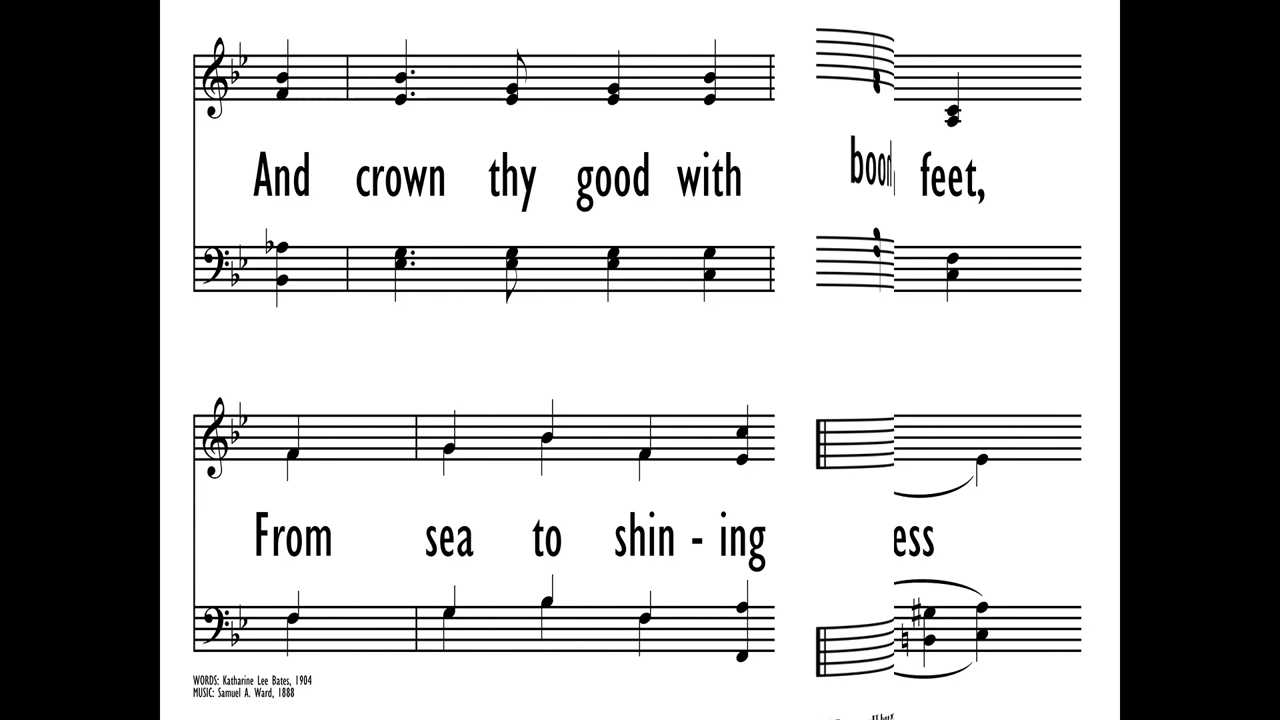 And crown thy good with feet,
From sea to shin - ing ess
WORDS: Katharine Lee Bates, 1904
MUSIC: Samuel A. Ward, 1888